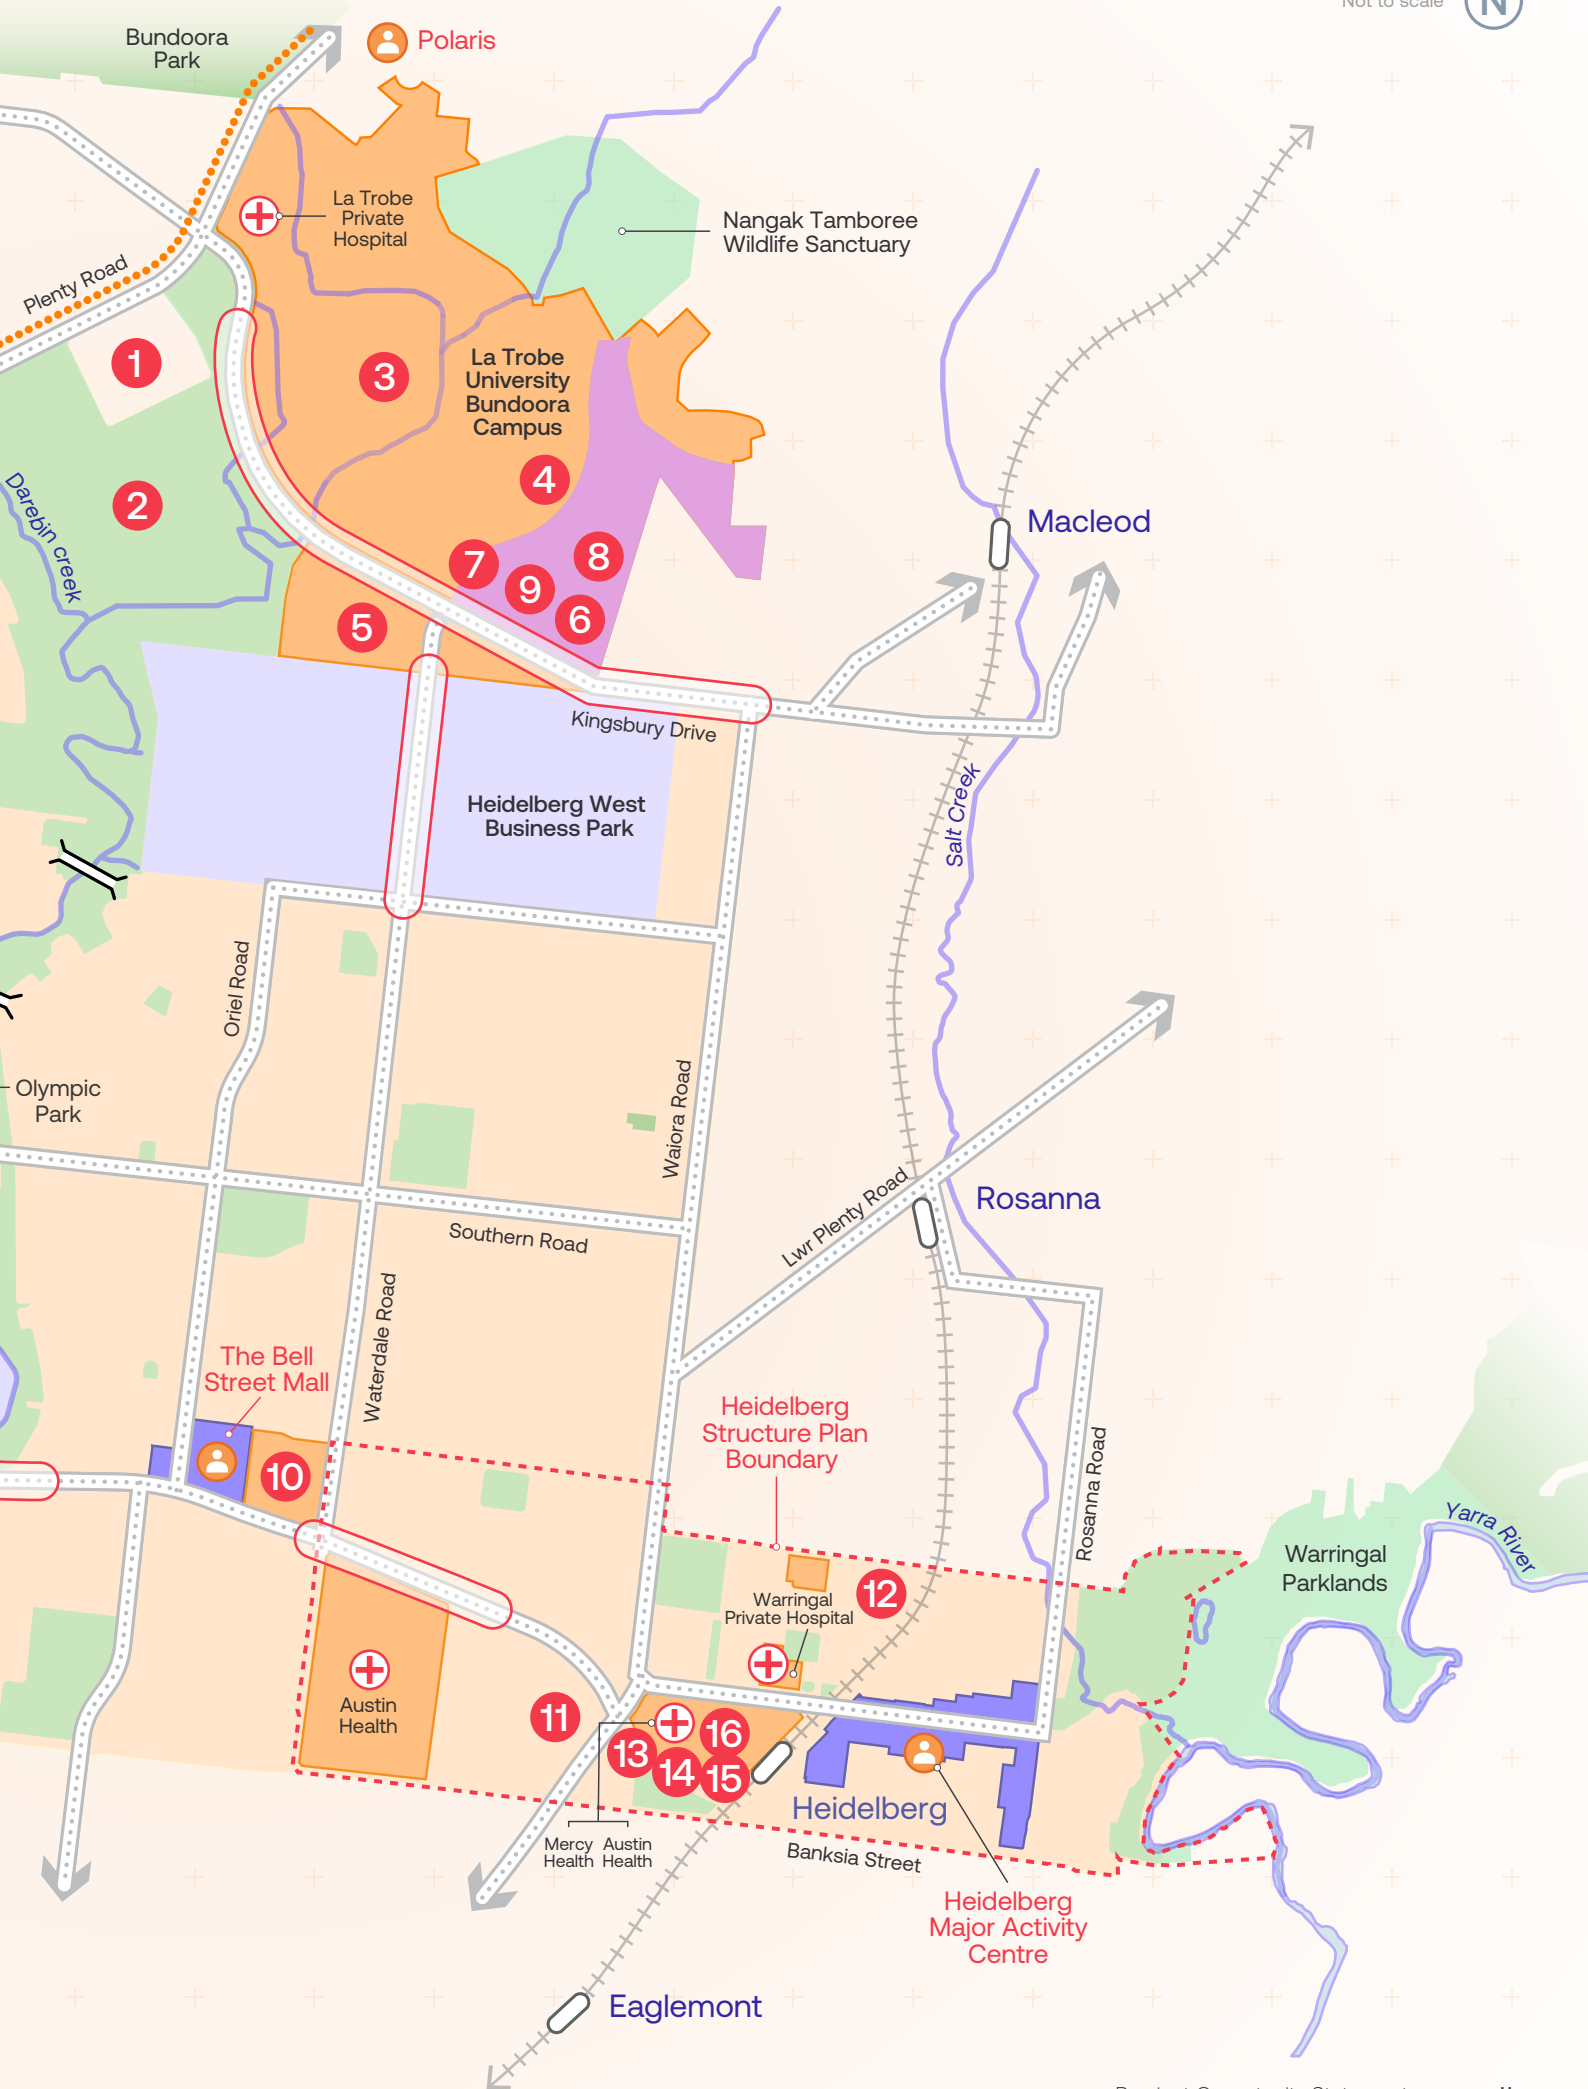 Not to scale
N
Bundoora
Park
Polaris
La Trobe
Private
Hospital
Nangak Tamboree
Wildlife Sanctuary
Plenty Road
1
3
La Trobe
University
Bundoora
Campus
Darebin creek
2
4
Macleod
7
8
9
6
5
Kingsbury Drive
Heidelberg West
Business Park
Salt Creek
Oriel Road
Olympic
Park
Waiora Road
Lwr Plenty Road
Rosanna
Southern Road
Waterdale Road
The Bell
Street Mall
Heidelberg
Structure Plan
Boundary
Rosanna Road
10
Yarra River
Warringal
Parklands
Warringal
Private Hospital
12
Austin
Health
11
16
13
14
15
Heidelberg
Mercy
Health
Austin
Health
Banksia Street
Heidelberg
Major Activity
Centre
Eaglemont